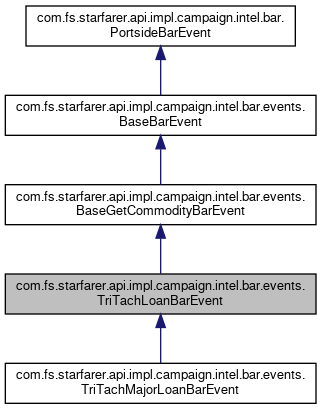 com.fs.starfarer.api.impl.campaign.intel.bar.
PortsideBarEvent
com.fs.starfarer.api.impl.campaign.intel.bar.events.
BaseBarEvent
com.fs.starfarer.api.impl.campaign.intel.bar.events.
BaseGetCommodityBarEvent
com.fs.starfarer.api.impl.campaign.intel.bar.events.
TriTachLoanBarEvent
com.fs.starfarer.api.impl.campaign.intel.bar.events.
TriTachMajorLoanBarEvent